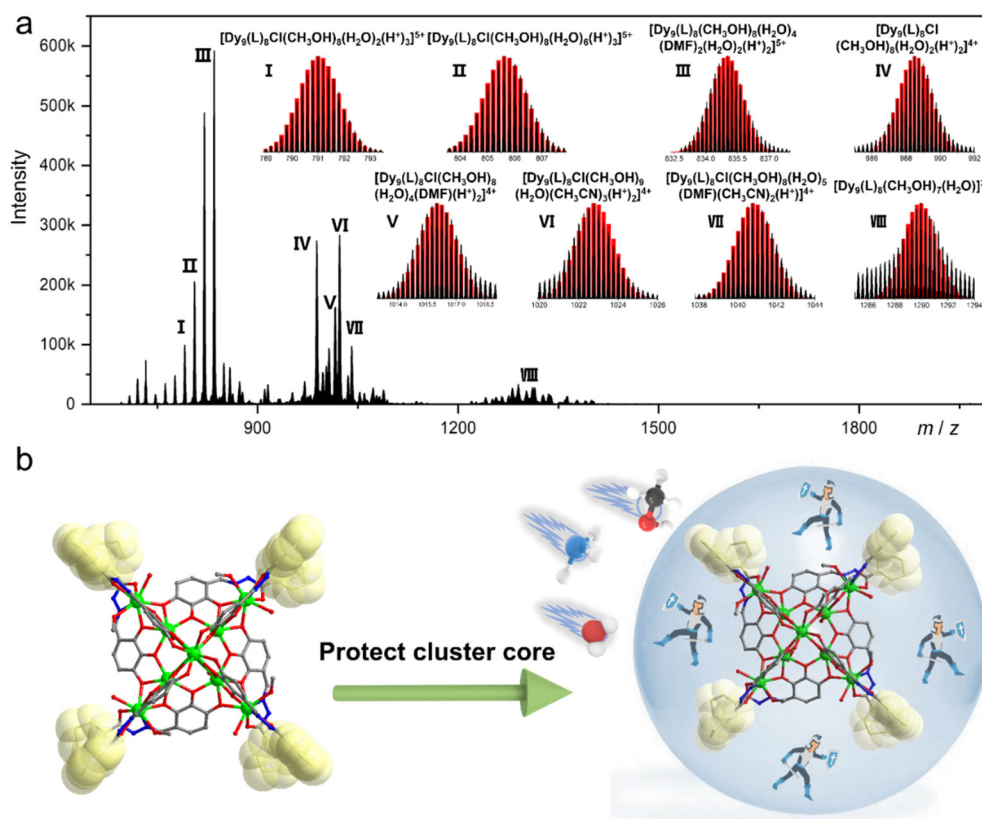 a
[Dy₉(L)₈Cl(CH₃OH)₈(H₂O)₂(H⁺)₃]⁵⁺
[Dy₉(L)₈Cl(CH₃OH)₈(H₂O)₆(H⁺)₃]⁵⁺
[Dy₉(L)₈(CH₃OH)₈(H₂O)₄
(DMF)₂(H₂O)₂(H⁺)₂]⁵⁺
[Dy₉(L)₈Cl
(CH₃OH)₈(H₂O)₂(H⁺)₂]⁴⁺
I
II
III
IV
789 790 791 792 793
804 805 806 807
832.5 834.0 835.5 837.0
986 988 990 992
[Dy₉(L)₈Cl(CH₃OH)₈
(H₂O)₄(DMF)(H⁺)₂]⁴⁺
[Dy₉(L)₈Cl(CH₃OH)₉
(H₂O)(CH₃CN)₃(H⁺)₂]⁴⁺
[Dy₉(L)₈Cl(CH₃OH)₈(H₂O)₅
(DMF)(CH₃CN)₂(H⁺)]⁴⁺
[Dy₉(L)₈(CH₃OH)₇(H₂O)]
V
VI
VII
VIII
1014.0 1015.5 1017.0 1018.5
1020 1022 1024 1026
1038 1040 1042 1044
1286 1288 1290 1292 1294
Intensity
600k
500k
400k
300k
200k
100k
0
III
II
I
IV
VI
V
VII
VIII
900 1200 1500 1800 m / z
b
Protect cluster core